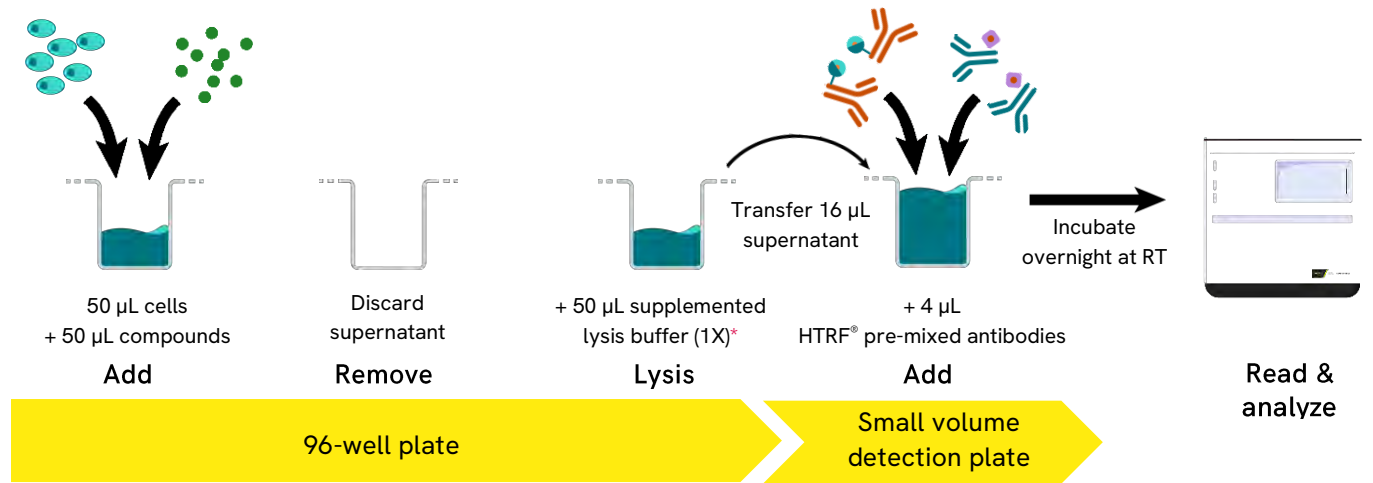 50 µL cells
+ 50 µL compounds
Add
Discard
supernatant
Remove
+ 50 µL supplemented
lysis buffer (1X)*
Lysis
Transfer 16 µL
supernatant
+ 4 µL
HTRF® pre-mixed antibodies
Add
Incubate
overnight at RT
Read &
analyze
96-well plate
Small volume
detection plate